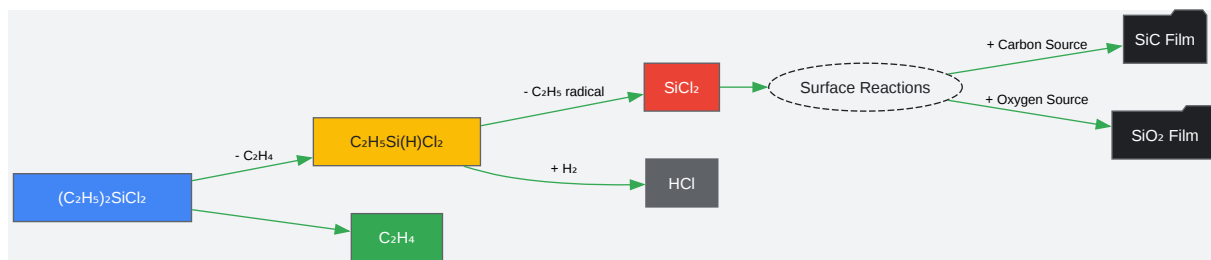 (C₂H₅)₂SiCl₂
- C₂H₄
C₂H₅Si(H)Cl₂
C₂H₄
- C₂H₅ radical
+ H₂
SiCl₂
HCl
Surface Reactions
+ Carbon Source
+ Oxygen Source
SiC Film
SiO₂ Film